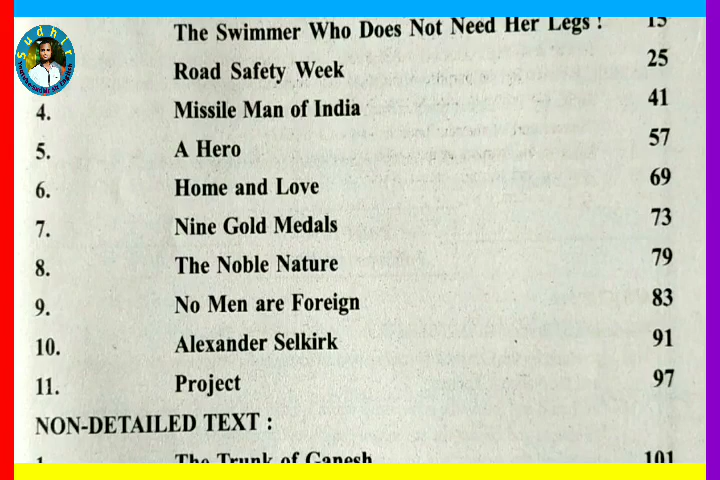 Sudhir
The Swimmer Who Does Not Need Her Legs ! 15
Road Safety Week 25
4. Missile Man of India 41
5. A Hero 57
6. Home and Love 69
7. Nine Gold Medals 73
8. The Noble Nature 79
9. No Men are Foreign 83
10. Alexander Selkirk 91
11. Project 97
NON-DETAILED TEXT :
1. The Trunk of Ganesh 101